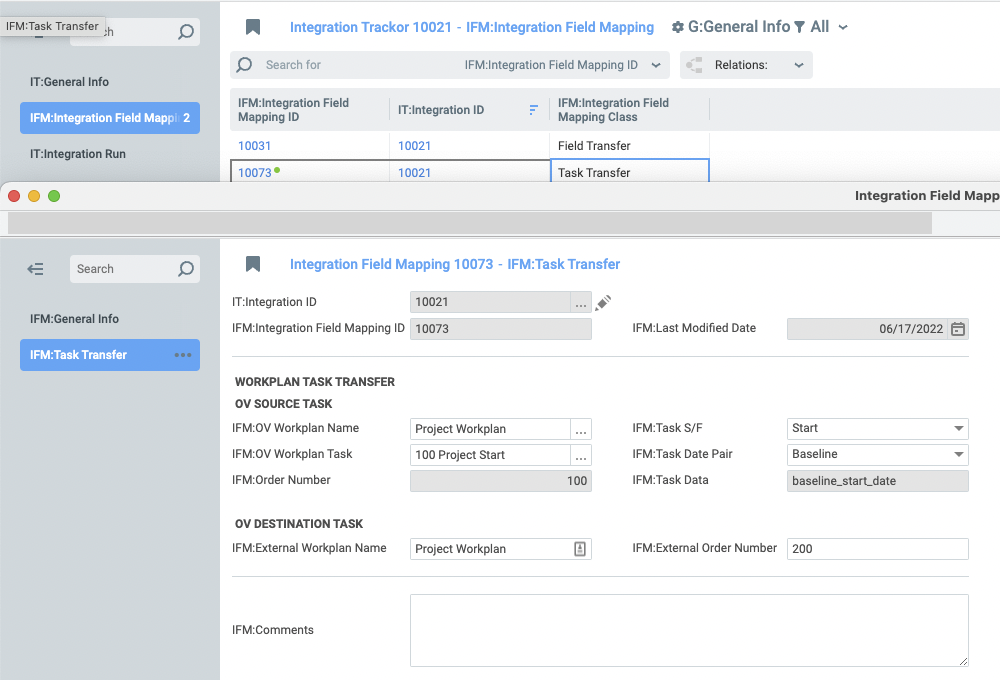 IFM:Task Transfer
ch
Integration Trackor 10021 - IFM:Integration Field Mapping
G:General Info
All
Search for
IFM:Integration Field Mapping ID
Relations:
IT:General Info
IFM:Integration Field Mappi 2
IT:Integration Run
IFM:Integration Field Mapping ID
IT:Integration ID
IFM:Integration Field Mapping Class
10031
10021
Field Transfer
10073
10021
Task Transfer
Integration Field Mapp
Search
IFM:General Info
IFM:Task Transfer
Integration Field Mapping 10073 - IFM:Task Transfer
IT:Integration ID
10021
...
IFM:Integration Field Mapping ID
10073
IFM:Last Modified Date
06/17/2022
WORKPLAN TASK TRANSFER
OV SOURCE TASK
IFM:OV Workplan Name
Project Workplan
...
IFM:Task S/F
Start
IFM:OV Workplan Task
100 Project Start
...
IFM:Task Date Pair
Baseline
IFM:Order Number
100
IFM:Task Data
baseline_start_date
OV DESTINATION TASK
IFM:External Workplan Name
Project Workplan
IFM:External Order Number
200
IFM:Comments